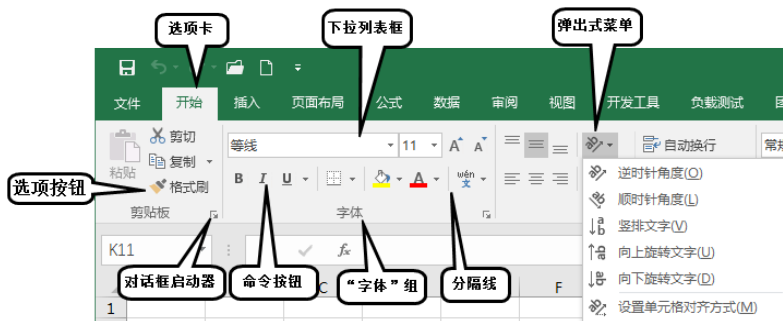 选项卡
下拉列表框
弹出式菜单
文件 开始 插入 页面布局 公式 数据 审阅 视图 开发工具 负载测试
粘贴
剪切
复制
格式刷
剪贴板
等线 11 A A
B I U A wén 文
字体
自动换行
常规
选项按钮
逆时针角度(O)
顺时针角度(L)
竖排文字(V)
向上旋转文字(U)
向下旋转文字(D)
设置单元格对齐方式(M)
K11 fx
对话框启动器
命令按钮
“字体”组
分隔线
C F
1